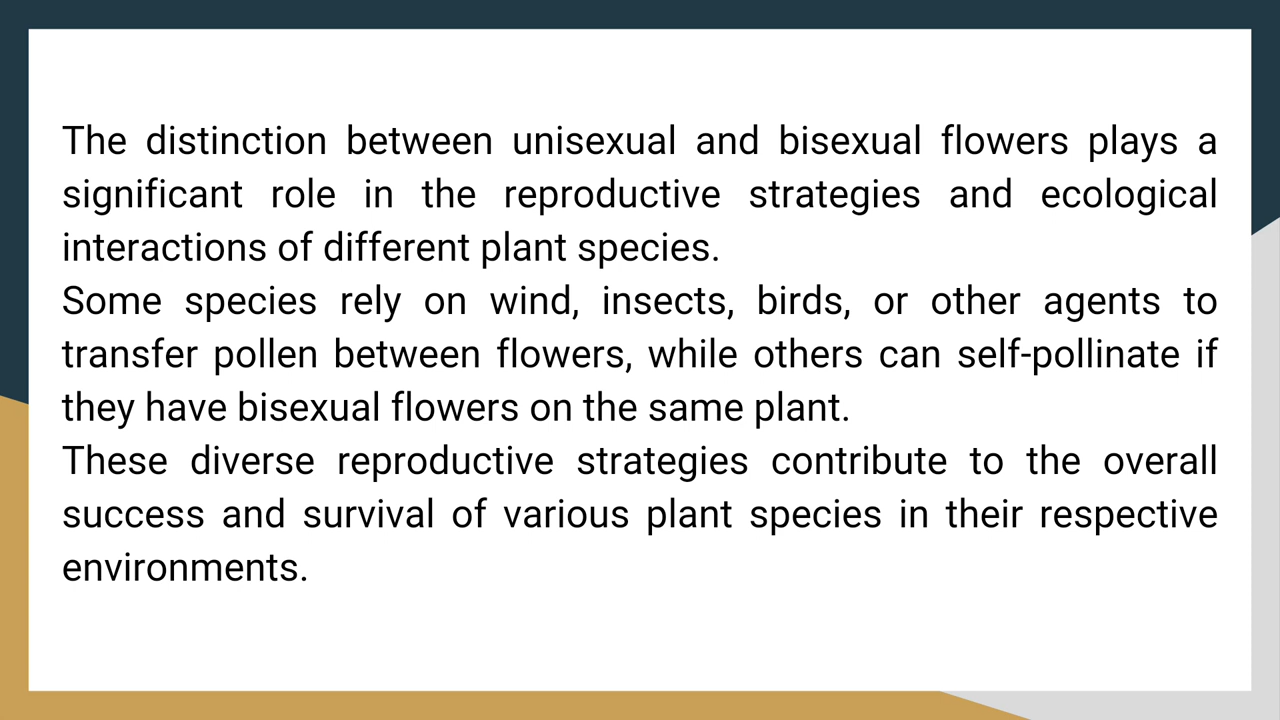 The distinction between unisexual and bisexual flowers plays a
significant role in the reproductive strategies and ecological
interactions of different plant species.
Some species rely on wind, insects, birds, or other agents to
transfer pollen between flowers, while others can self-pollinate if
they have bisexual flowers on the same plant.
These diverse reproductive strategies contribute to the overall
success and survival of various plant species in their respective
environments.